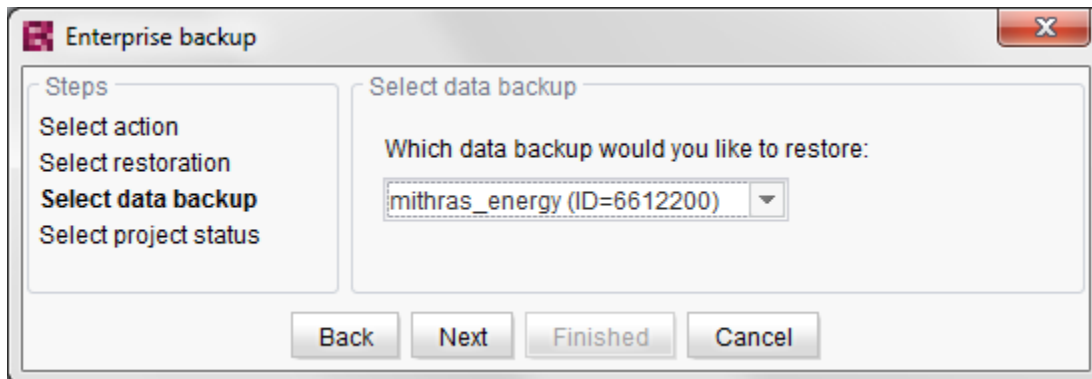 Enterprise backup
Steps
Select action
Select restoration
Select data backup
Select project status
Select data backup
Which data backup would you like to restore:
mithras_energy (ID=6612200)
Back Next Finished Cancel